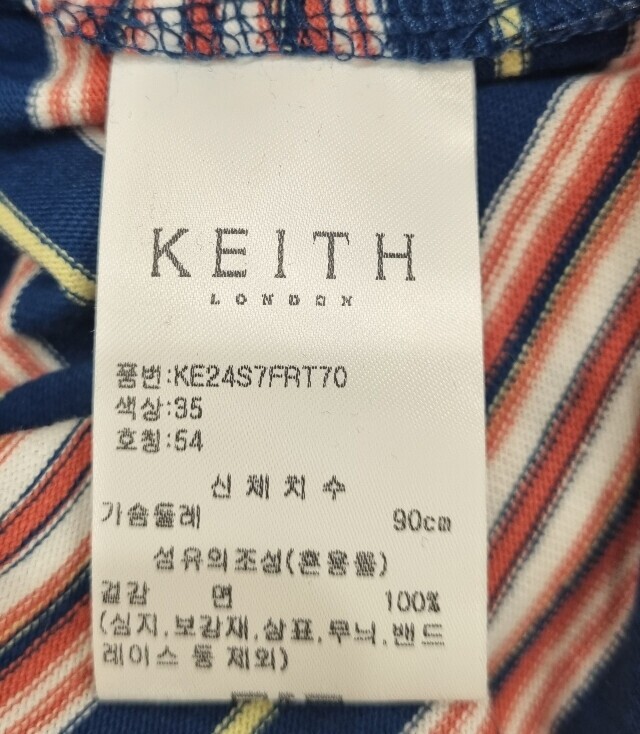 KEITH
LONDON
품번:KE24S7FRT70
색상:35
호칭:54
신 체 치 수
가슴둘레 90cm
섬유의조성(혼용률)
겉감 면 100%
(심지.보강재.상표.무늬.밴드
레이스 등 제외)